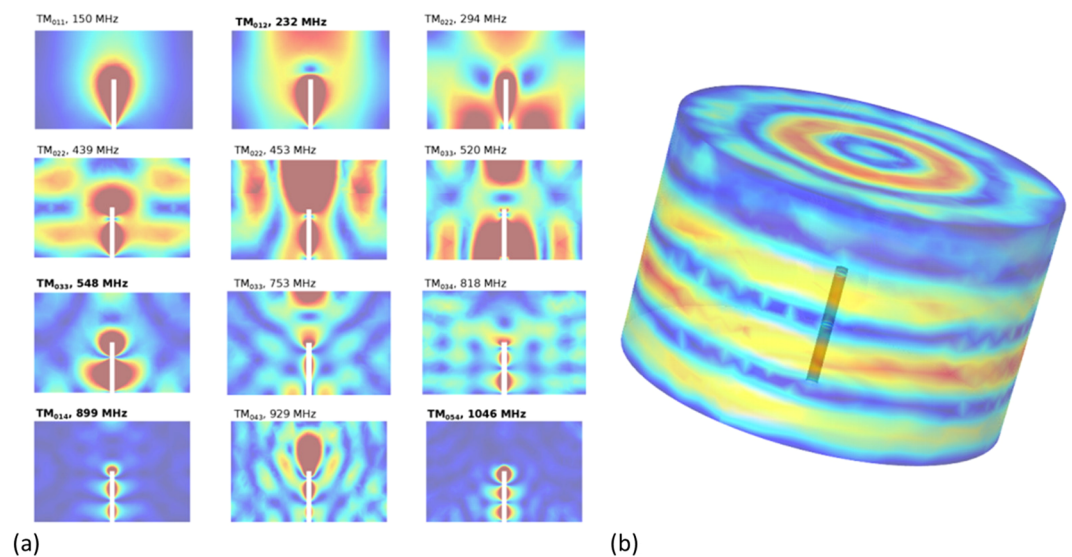 TM011, 150 MHz
TM012, 232 MHz
TM022, 294 MHz
TM022, 439 MHz
TM022, 453 MHz
TM033, 520 MHz
TM033, 548 MHz
TM033, 753 MHz
TM034, 818 MHz
TM014, 899 MHz
TM043, 929 MHz
TM054, 1046 MHz
(a)
(b)